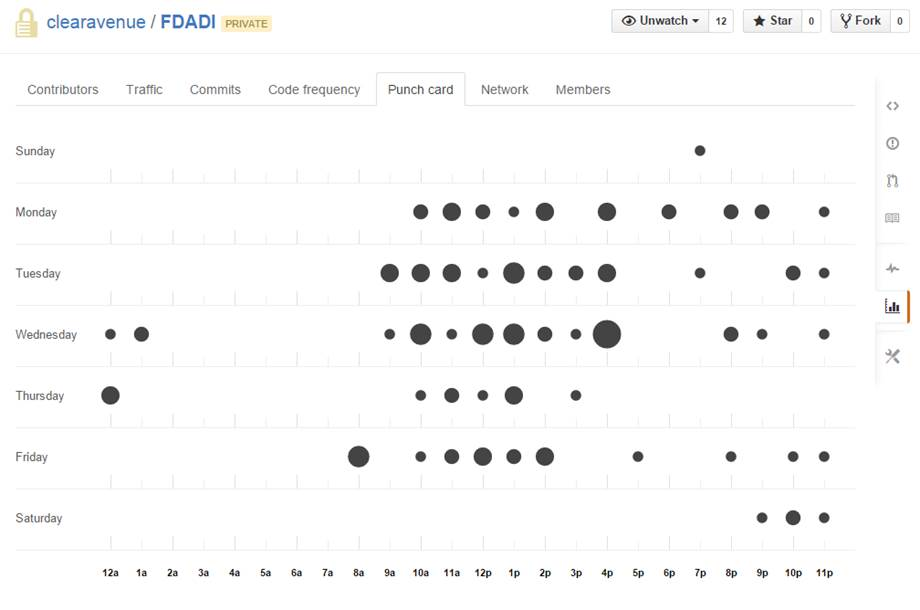 clearavenue / FDADI PRIVATE Unwatch 12 Star 0 Fork 0
Contributors Traffic Commits Code frequency Punch card Network Members
Sunday
Monday
Tuesday
Wednesday
Thursday
Friday
Saturday
12a 1a 2a 3a 4a 5a 6a 7a 8a 9a 10a 11a 12p 1p 2p 3p 4p 5p 6p 7p 8p 9p 10p 11p